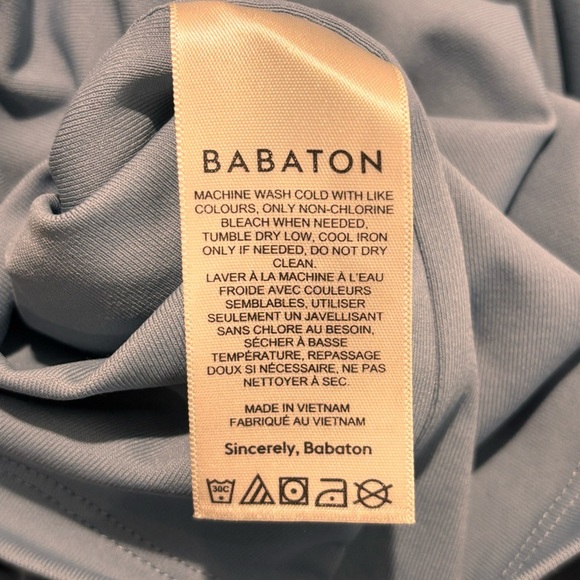 BABATON
MACHINE WASH COLD WITH LIKE
COLOURS, ONLY NON-CHLORINE
BLEACH WHEN NEEDED,
TUMBLE DRY LOW, COOL IRON
ONLY IF NEEDED, DO NOT DRY
CLEAN.
LAVER À LA MACHINE À L'EAU
FROIDE AVEC COULEURS
SEMBLABLES, UTILISER
SEULEMENT UN JAVELLISANT
SANS CHLORE AU BESOIN,
SÉCHER À BASSE
TEMPÉRATURE, REPASSAGE
DOUX SI NÉCESSAIRE, NE PAS
NETTOYER À SEC.
MADE IN VIETNAM
FABRIQUÉ AU VIETNAM
Sincerely, Babaton
30C